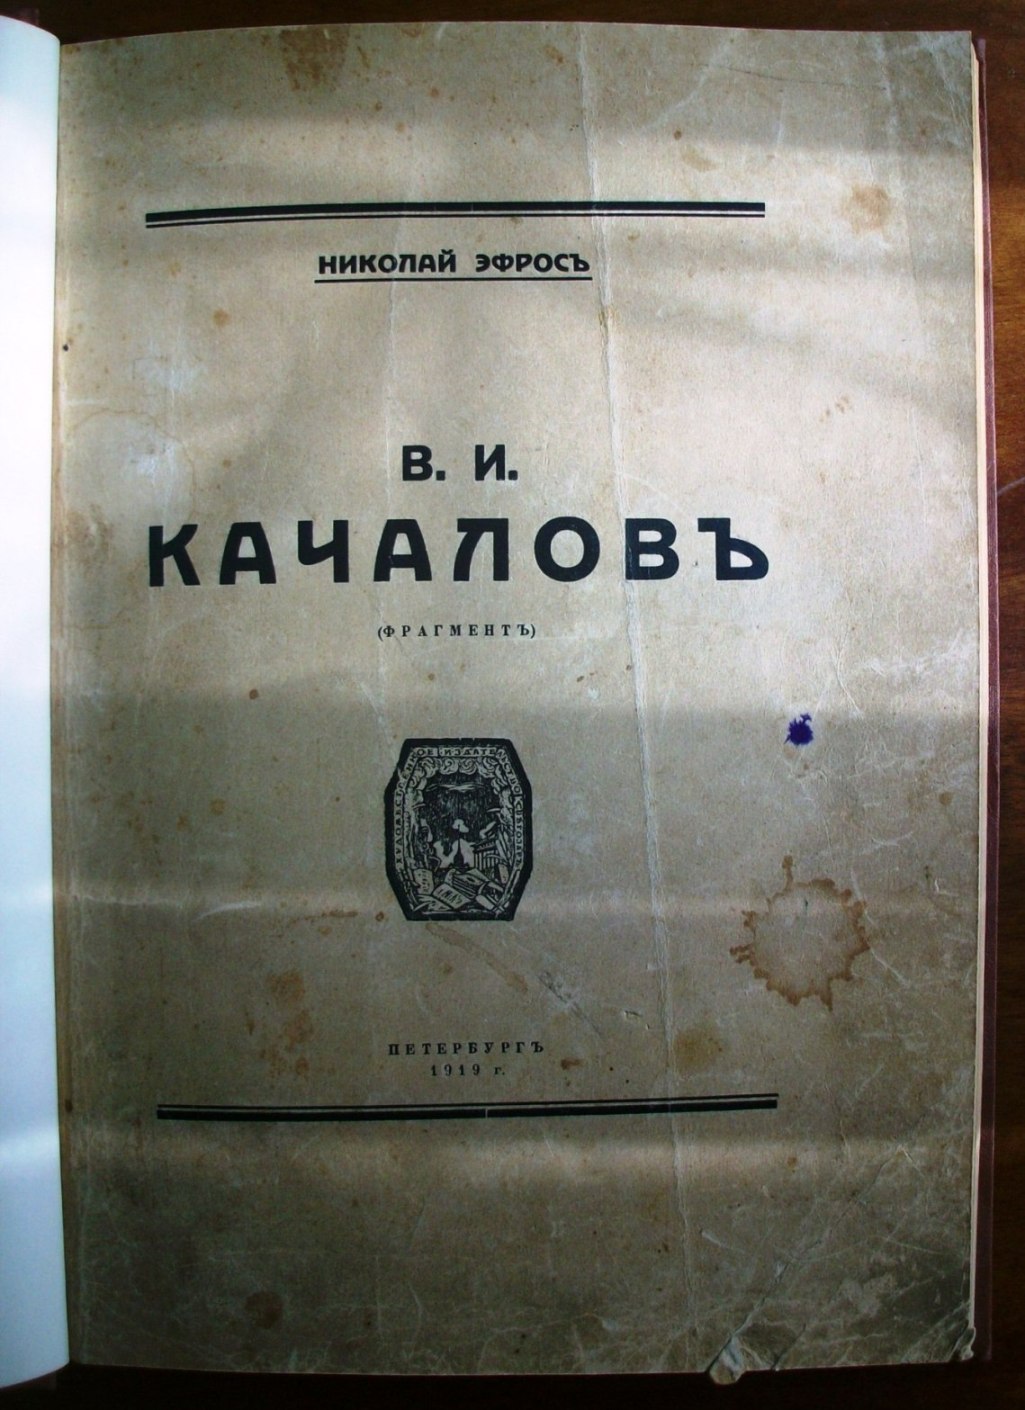 НИКОЛАЙ ЭФРОСЪ
В. И.
КАЧАЛОВЪ
(ФРАГМЕНТЪ)
ПЕТЕРБУРГЪ
1919 г.